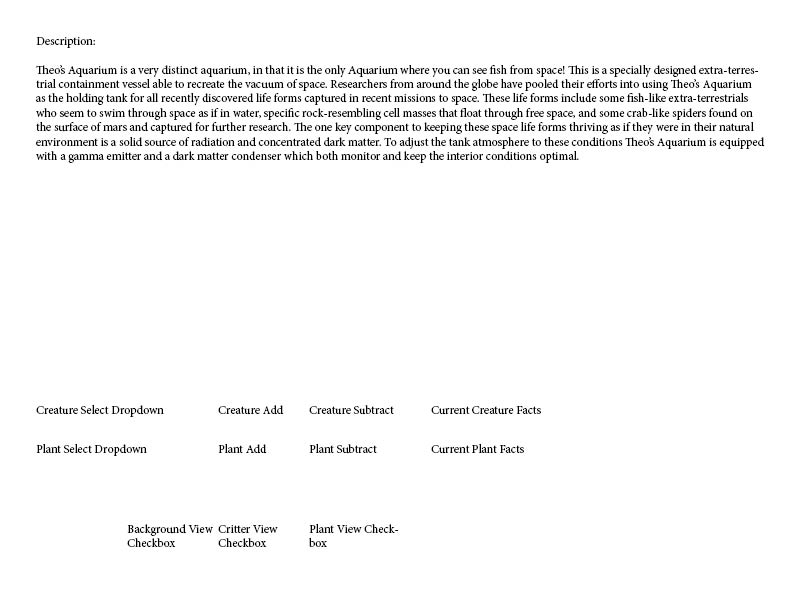 Description:
Theo's Aquarium is a very distinct aquarium, in that it is the only Aquarium where you can see fish from space! This is a specially designed extra-terres-
trial containment vessel able to recreate the vacuum of space. Researchers from around the globe have pooled their efforts into using Theo's Aquarium
as the holding tank for all recently discovered life forms captured in recent missions to space. These life forms include some fish-like extra-terrestrials
who seem to swim through space as if in water, specific rock-resembling cell masses that float through free space, and some crab-like spiders found on
the surface of mars and captured for further research. The one key component to keeping these space life forms thriving as if they were in their natural
environment is a solid source of radiation and concentrated dark matter. To adjust the tank atmosphere to these conditions Theo's Aquarium is equipped
with a gamma emitter and a dark matter condenser which both monitor and keep the interior conditions optimal.
Creature Select Dropdown Creature Add Creature Subtract Current Creature Facts
Plant Select Dropdown Plant Add Plant Subtract Current Plant Facts
Background View Critter View Plant View Check-
Checkbox Checkbox box